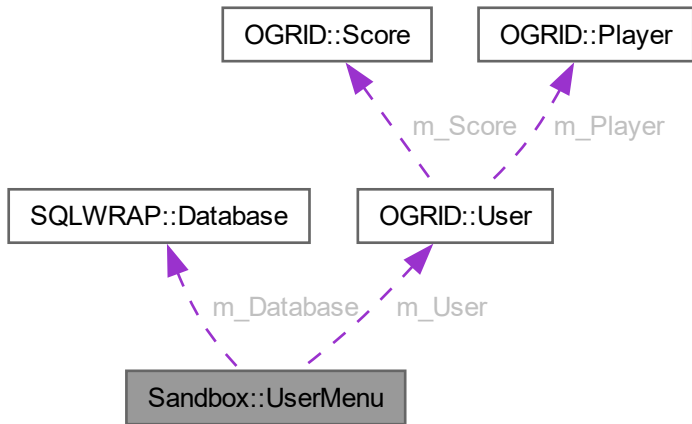 OGRID::Score
OGRID::Player
m_Score
m_Player
SQLWRAP::Database
OGRID::User
m_Database
m_User
Sandbox::UserMenu